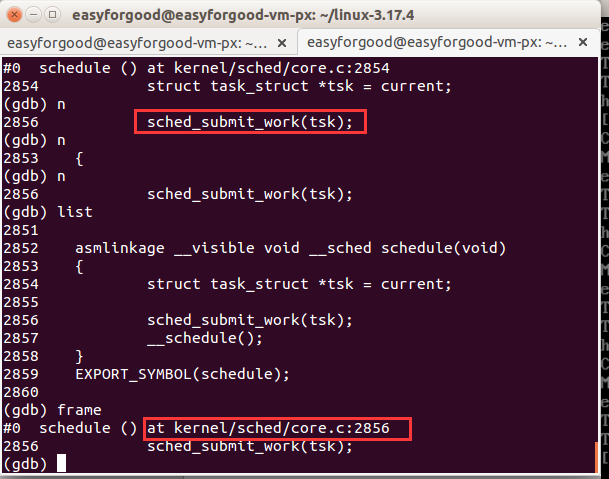 easyforgood@easyforgood-vm-px: ~/linux-3.17.4
easyforgood@easyforgood-vm-px: ~... × easyforgood@easyforgood-vm-px: ~... ×
#0  schedule () at kernel/sched/core.c:2854
2854            struct task_struct *tsk = current;
(gdb) n
2856            sched_submit_work(tsk);
(gdb) n
2853    {
(gdb) n
2856            sched_submit_work(tsk);
(gdb) list
2851
2852    asmlinkage __visible void __sched schedule(void)
2853    {
2854            struct task_struct *tsk = current;
2855
2856            sched_submit_work(tsk);
2857            __schedule();
2858    }
2859    EXPORT_SYMBOL(schedule);
2860
(gdb) frame
#0  schedule () at kernel/sched/core.c:2856
2856            sched_submit_work(tsk);
(gdb)